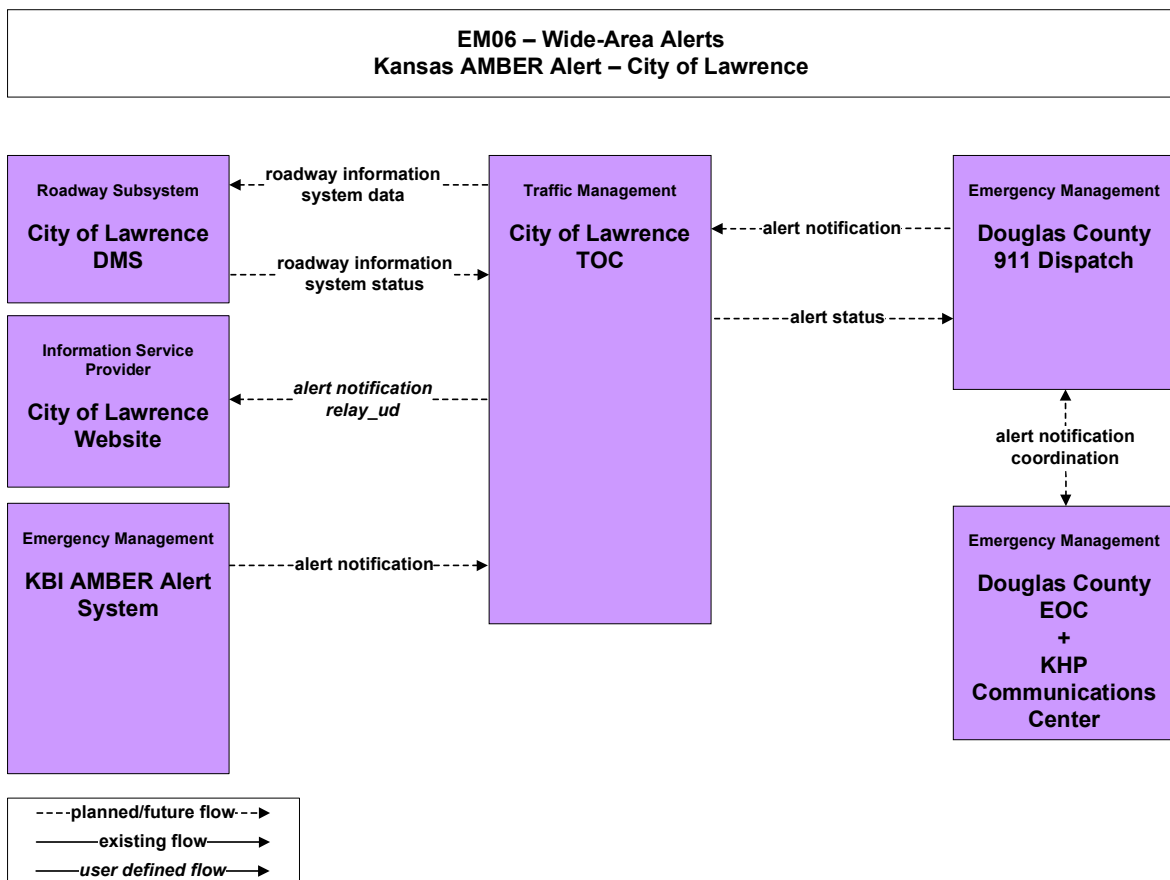 EM06 – Wide-Area Alerts
Kansas AMBER Alert – City of Lawrence
Roadway Subsystem
City of Lawrence
DMS
roadway information
system data
roadway information
system status
Traffic Management
City of Lawrence
TOC
alert notification
alert status
Emergency Management
Douglas County
911 Dispatch
Information Service
Provider
City of Lawrence
Website
alert notification
relay_ud
alert notification
coordination
Emergency Management
KBI AMBER Alert
System
alert notification
Emergency Management
Douglas County
EOC
+
KHP
Communications
Center
planned/future flow
existing flow
user defined flow